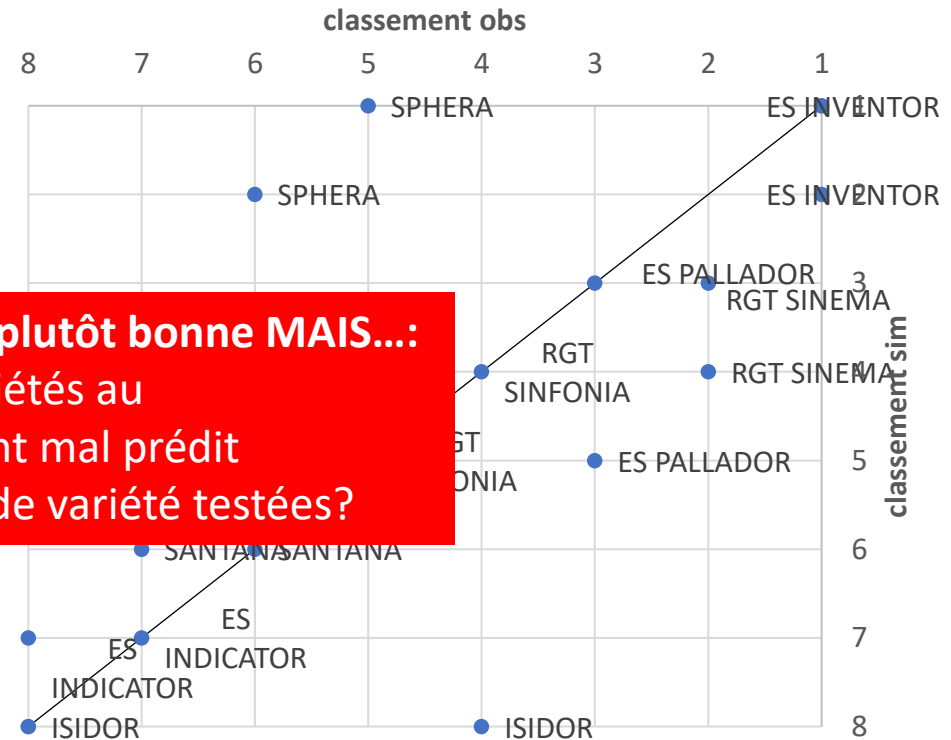 classement obs
8 7 6 5 4 3 2 1
SPHERA
ES INVENTOR
1
SPHERA
ES INVENTOR
2
ES PALLADOR
3
RGT SINEMA
plutôt bonne MAIS...:
RGT
SINFONIA
RGT SINEMA
4
iétés au
nt mal prédit
de variété testées?
GT
ONIA
ES PALLADOR
5
classement sim
SANTANA
SANTANA
6
ES
INDICATOR
7
ES
INDICATOR
ISIDOR
ISIDOR
8